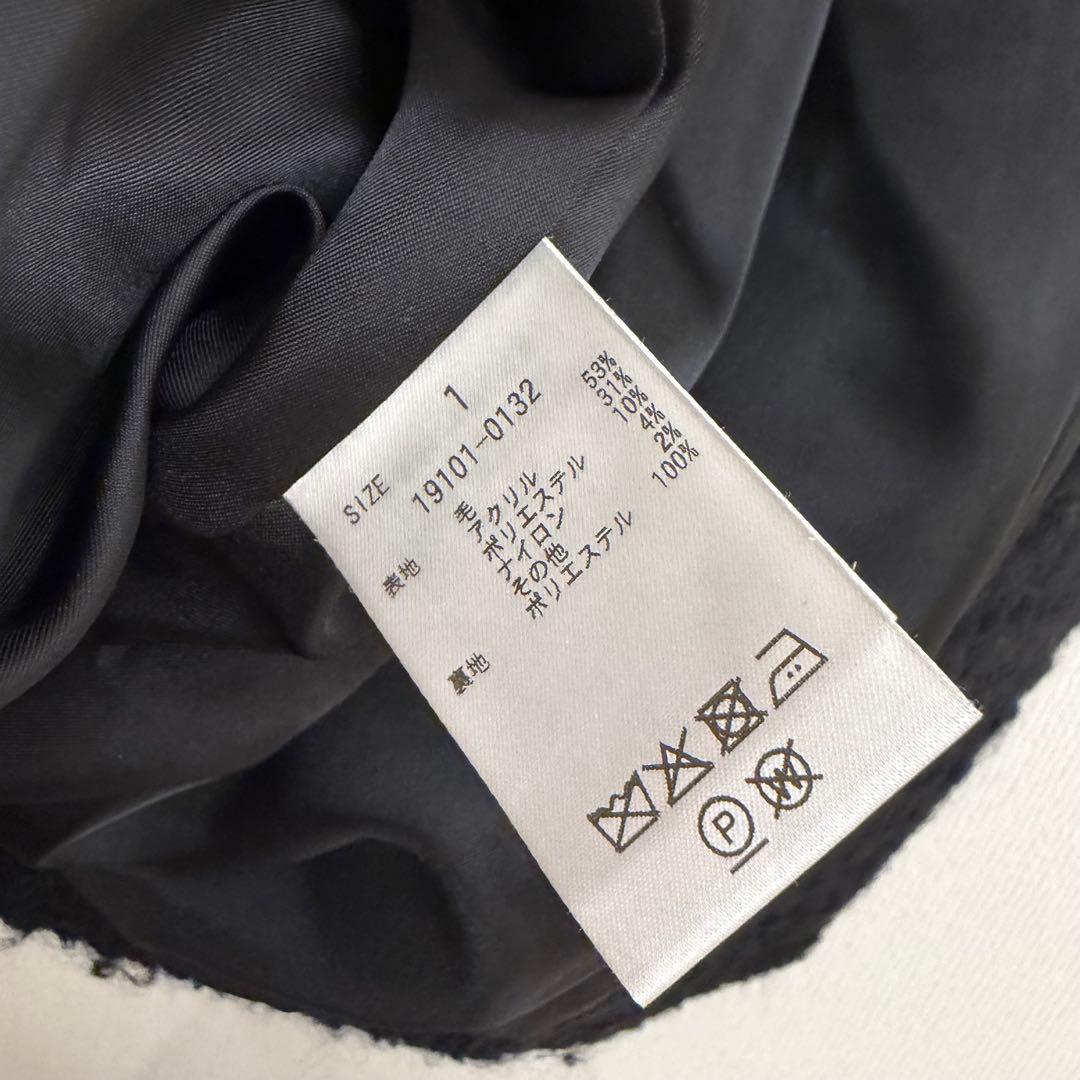 SIZE 1
19101-0132
表地 毛 53%
アクリル 31%
ポリエステル 10%
ナイロン 4%
その他 2%
裏地 ポリエステル 100%
P
W